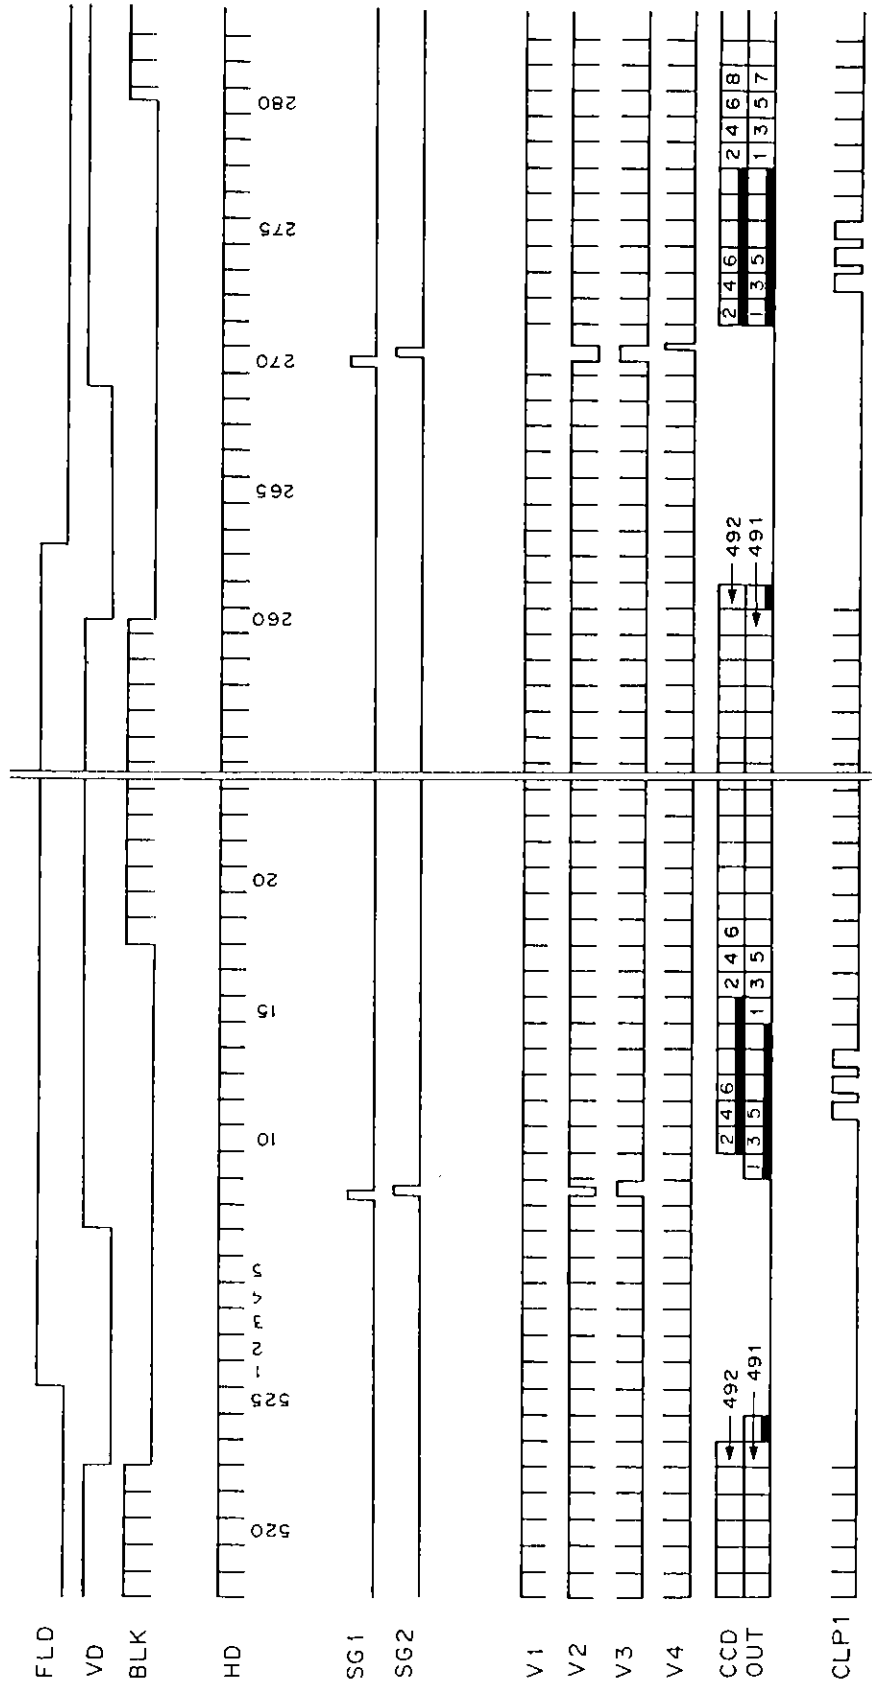 FLD
VD
BLK
HD
520 525 1 2 3 4 5 10 15 20 260 265 270 275 280
SG1
SG2
V1
V2
V3
V4
CCD
OUT
492 2 4 6 2 4 6 492 2 4 6 2 4 6 8
491 1 3 5 1 3 5 491 1 3 5 1 3 5 7
CLP1